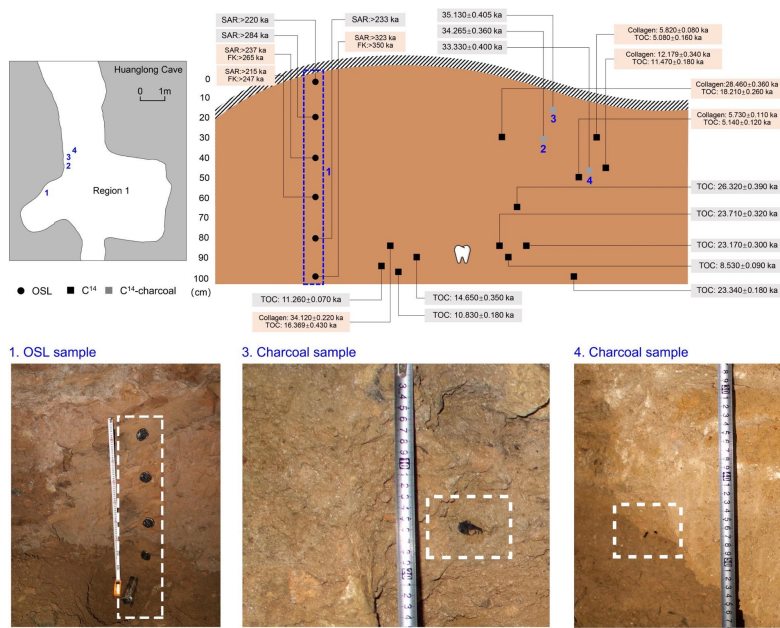 SAR:>220 ka
SAR:>284 ka
SAR:>237 ka
FK:>265 ka
SAR:>215 ka
FK:>247 ka
SAR:>233 ka
SAR:>323 ka
FK:>350 ka
35.130±0.405 ka
34.265±0.360 ka
33.330±0.400 ka
Collagen: 5.820±0.080 ka
TOC: 5.080±0.160 ka
Collagen: 12.179±0.340 ka
TOC: 11.470±0.180 ka
Collagen:28.460±0.360 ka
TOC: 18.210±0.260 ka
Collagen: 5.730±0.110 ka
TOC: 5.140±0.120 ka
TOC: 26.320±0.390 ka
TOC: 23.710±0.320 ka
TOC: 23.170±0.300 ka
TOC: 8.530±0.090 ka
TOC: 23.340±0.180 ka
Huanglong Cave
0 1m
4
3
2
1
Region 1
0
10
20
30
40
50
60
70
80
90
100
(cm)
1
3
2
4
OSL
C14
C14-charcoal
TOC: 11.260±0.070 ka
Collagen: 34.120±0.220 ka
TOC: 16.369±0.430 ka
TOC: 14.650±0.350 ka
TOC: 10.830±0.180 ka
1. OSL sample
3. Charcoal sample
4. Charcoal sample